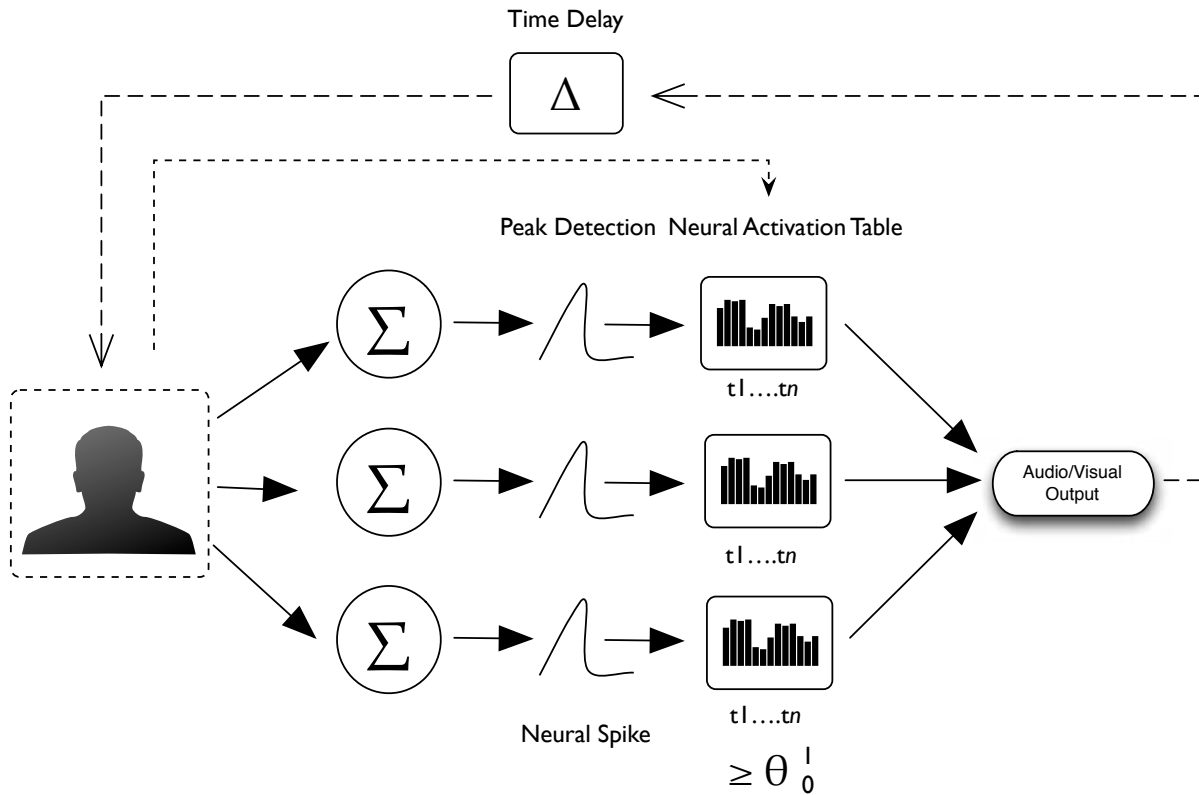 Time Delay
Δ
Peak Detection Neural Activation Table
Σ
t1....tn
Σ
t1....tn
Audio/Visual
Output
Σ
t1....tn
Neural Spike
≥ θ 1
0